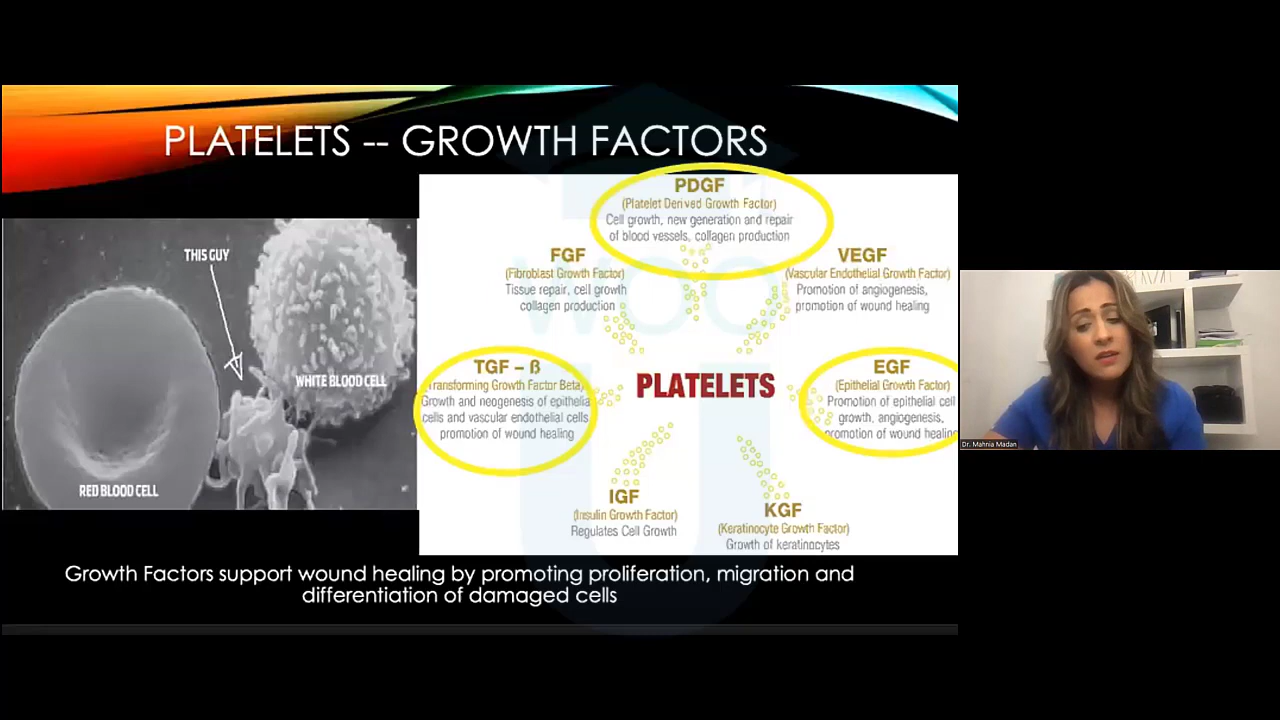 PLATELETS -- GROWTH FACTORS
THIS GUY
WHITE BLOOD CELL
RED BLOOD CELL
PDGF
(Platelet Derived Growth Factor)
Cell growth, new generation and repair
of blood vessels, collagen production
FGF
(Fibroblast Growth Factor)
Tissue repair, cell growth
collagen production
VEGF
(Vascular Endothelial Growth Factor)
Promotion of angiogenesis,
promotion of wound healing
TGF – ß
Transforming Growth Factor Beta
Growth and neogenesis of epithelia
cells and vascular endothelial cells
promotion of wound healing
PLATELETS
EGF
(Epithelial Growth Factor)
Promotion of epithelial cell
growth, angiogenesis,
promotion of wound healing
IGF
(Insulin Growth Factor)
Regulates Cell Growth
KGF
(Keratinocyte Growth Factor)
Growth of keratinocytes
Growth Factors support wound healing by promoting proliferation, migration and
differentiation of damaged cells
WOO
Dr. Mahnia Madan